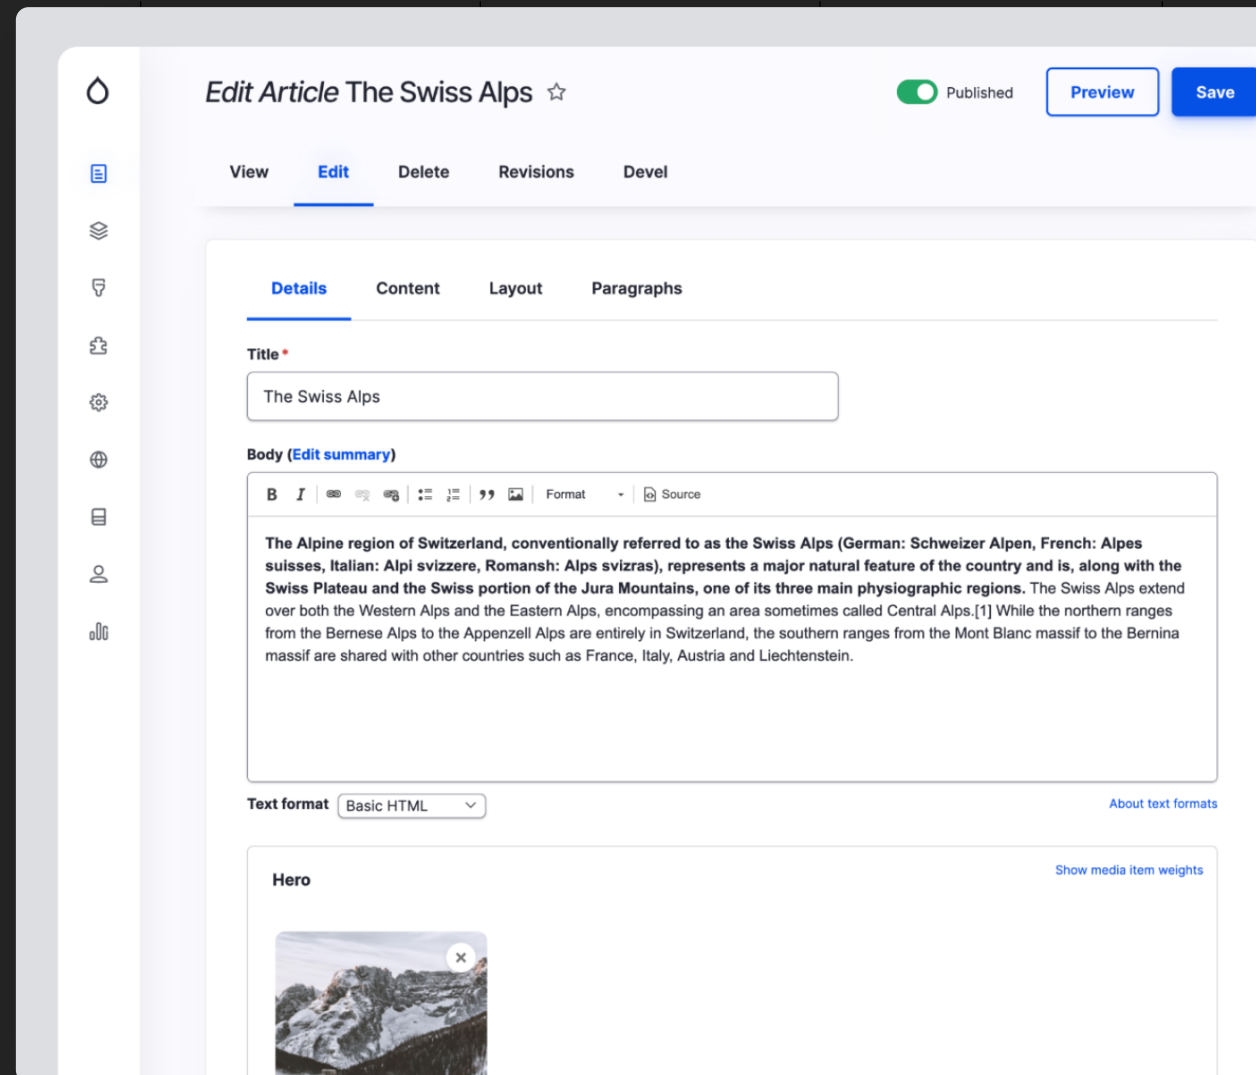 Edit Article The Swiss Alps
Published
Preview
Save
View
Edit
Delete
Revisions
Devel
Details
Content
Layout
Paragraphs
Title*
The Swiss Alps
Body (Edit summary)
B I
Format
Source
The Alpine region of Switzerland, conventionally referred to as the Swiss Alps (German: Schweizer Alpen, French: Alpes
suisses, Italian: Alpi svizzere, Romansh: Alps svizras), represents a major natural feature of the country and is, along with the
Swiss Plateau and the Swiss portion of the Jura Mountains, one of its three main physiographic regions. The Swiss Alps extend
over both the Western Alps and the Eastern Alps, encompassing an area sometimes called Central Alps.[1] While the northern ranges
from the Bernese Alps to the Appenzell Alps are entirely in Switzerland, the southern ranges from the Mont Blanc massif to the Bernina
massif are shared with other countries such as France, Italy, Austria and Liechtenstein.
Text format
Basic HTML
About text formats
Show media item weights
Hero